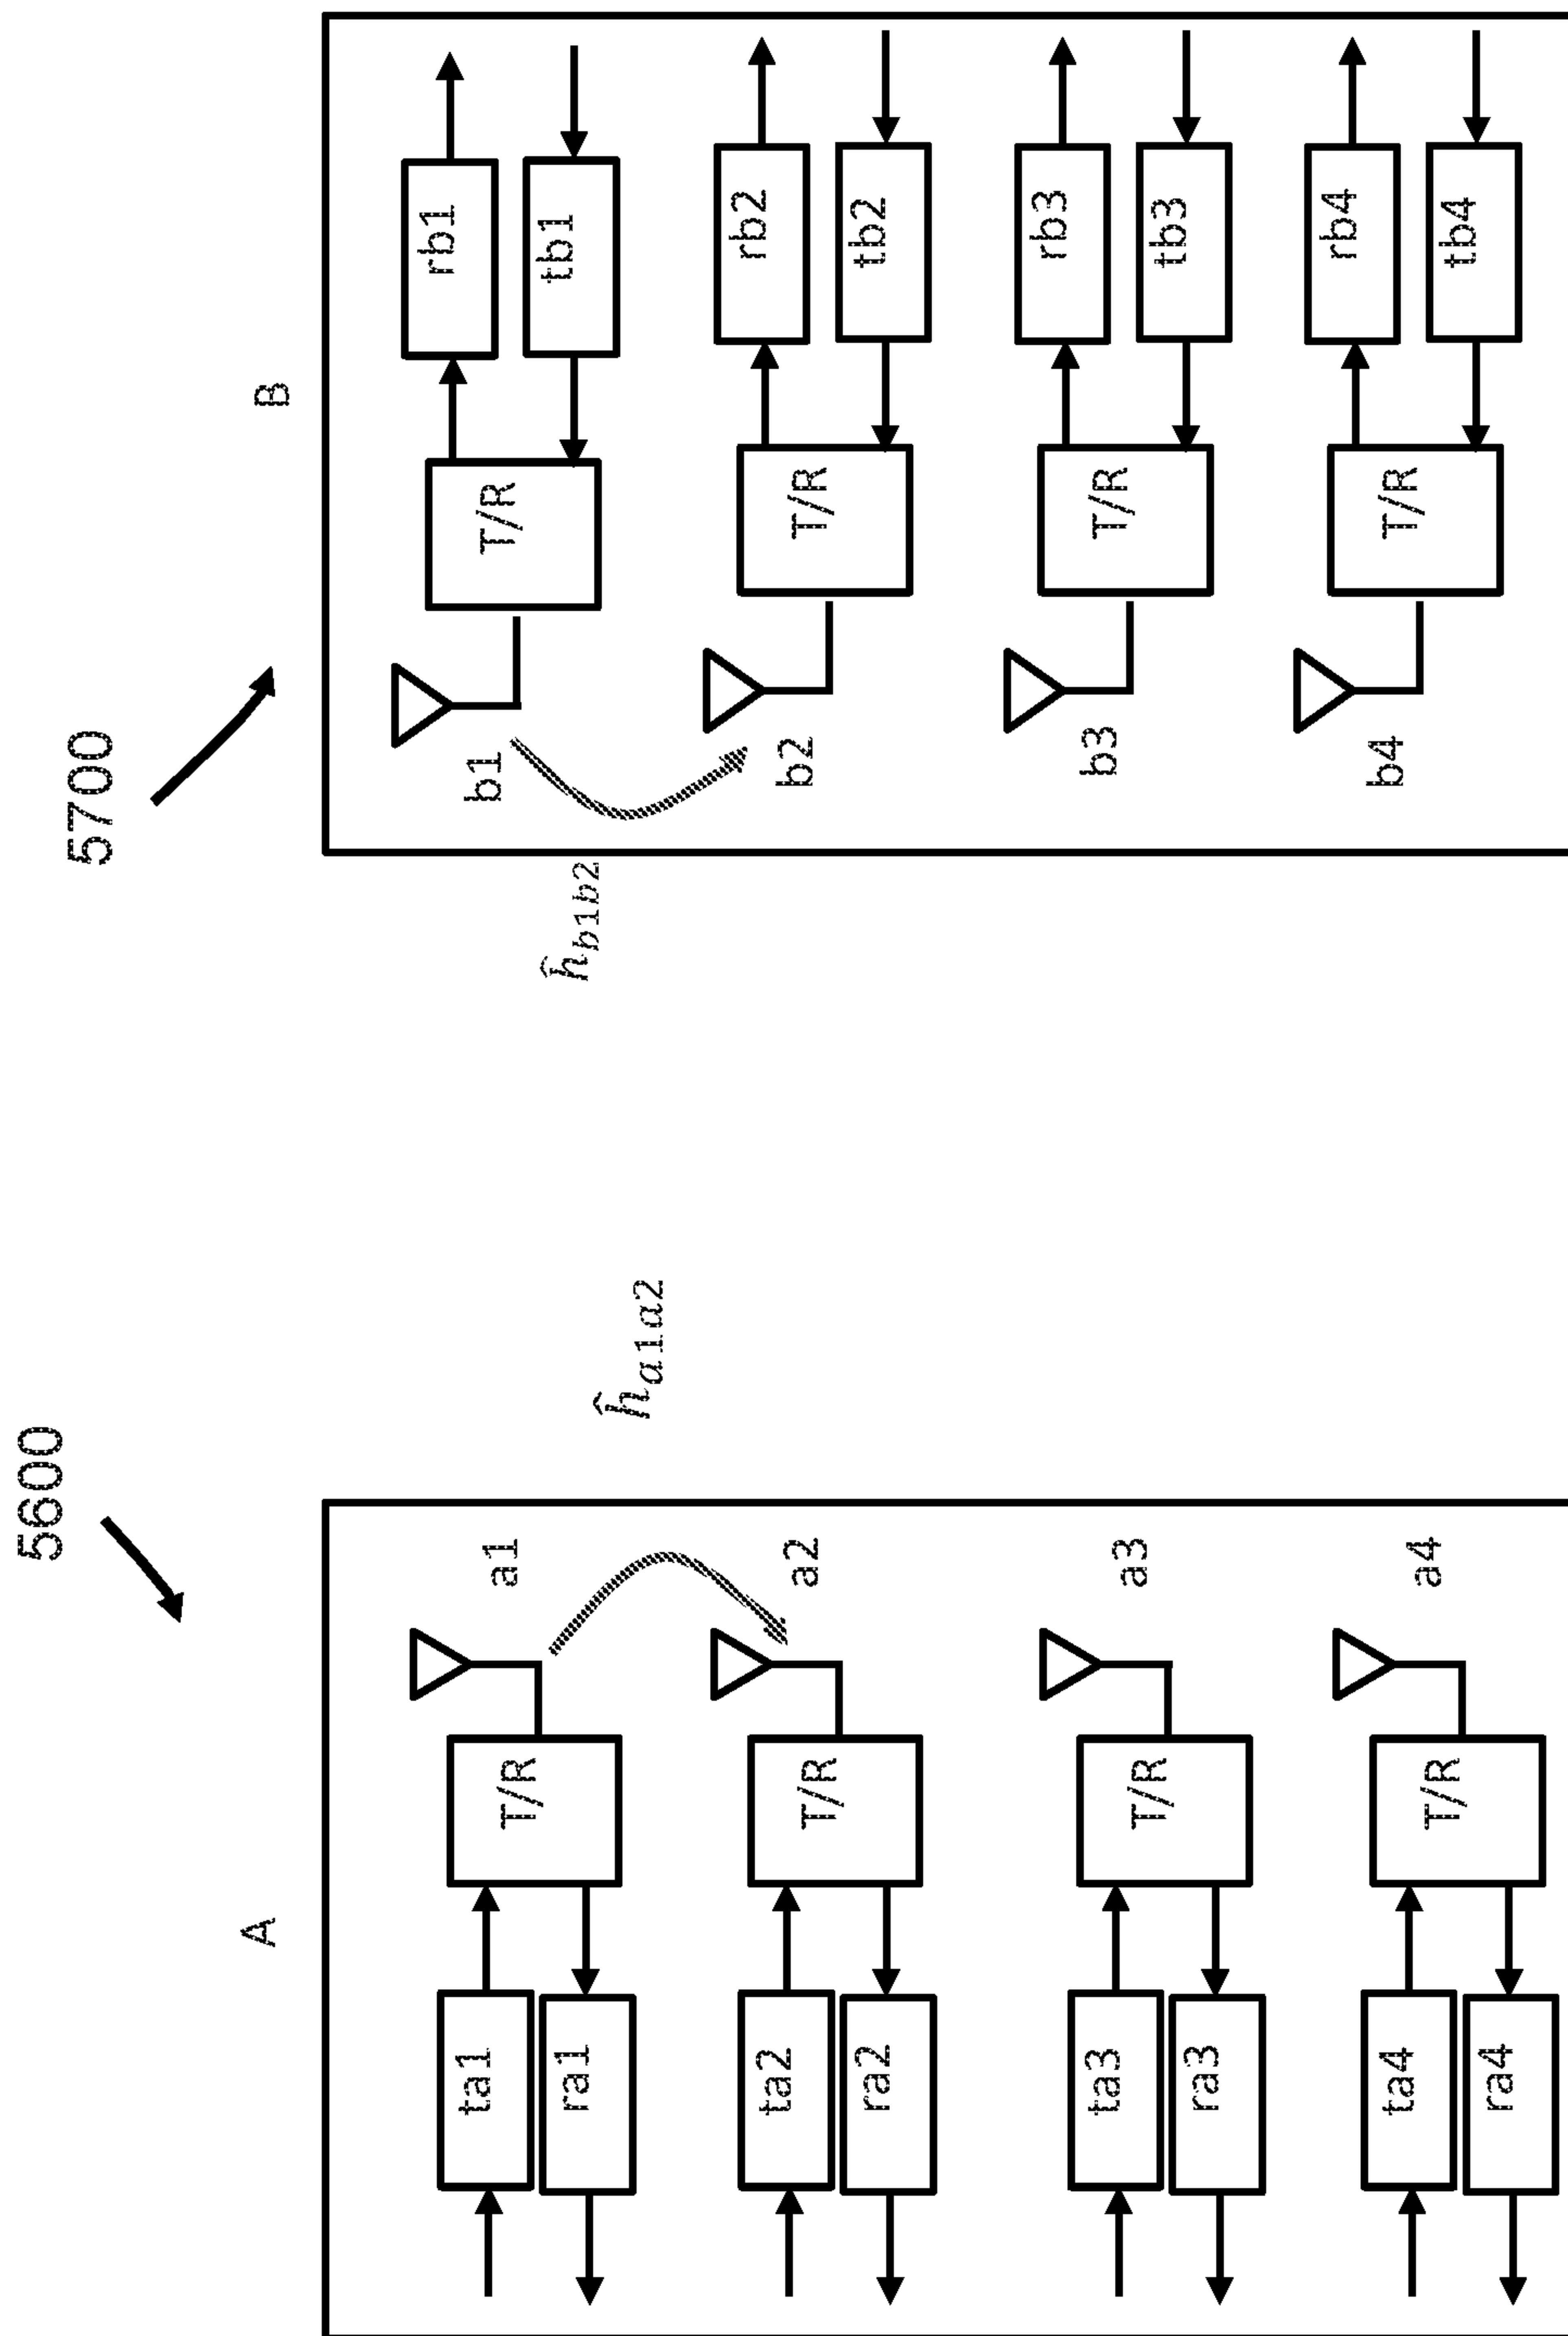 5600
5700
A
B
ta1
ra1
T/R
a1
ĥa1a2
ĥb1b2
b1
T/R
rb1
tb1
ta2
ra2
T/R
a2
b2
T/R
rb2
tb2
ta3
ra3
T/R
a3
b3
T/R
rb3
tb3
ta4
ra4
T/R
a4
b4
T/R
rb4
tb4